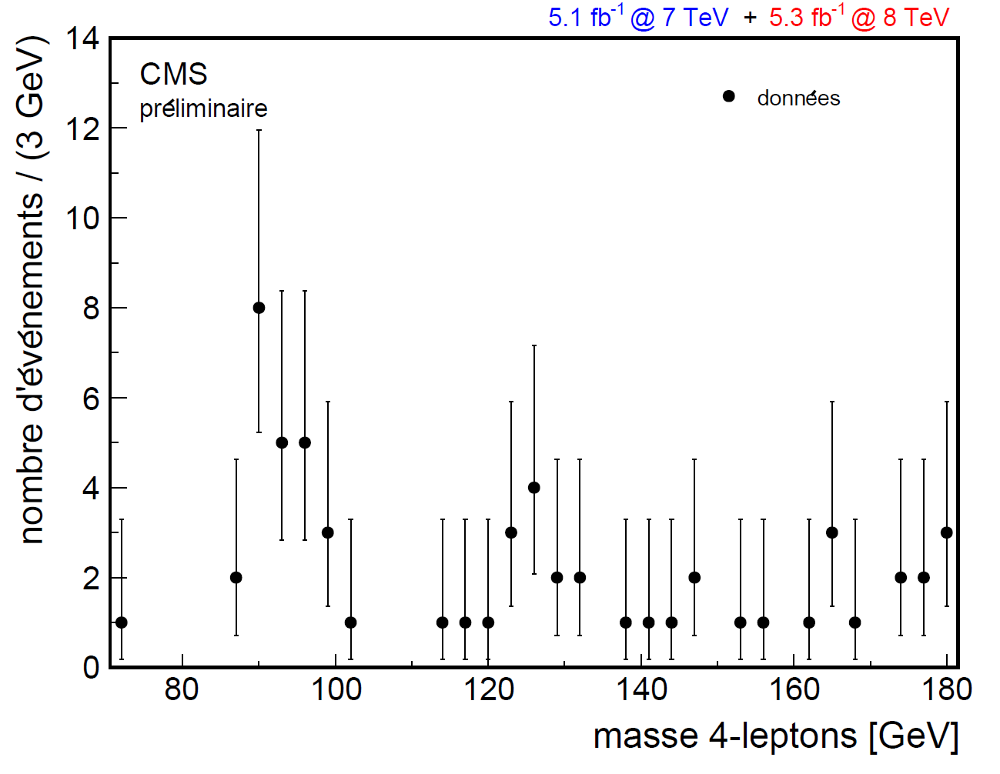 5.1 fb-1 @ 7 TeV + 5.3 fb-1 @ 8 TeV
CMS
préliminaire
données
nombre d'événements / (3 GeV)
14
12
10
8
6
4
2
0
80 100 120 140 160 180
masse 4-leptons [GeV]